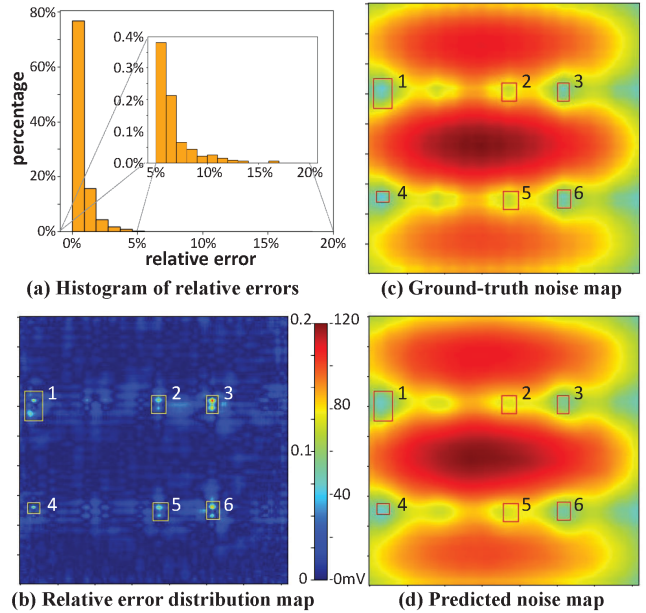 80%
60%
40%
20%
0%
percentage
0.4%
0.3%
0.2%
0.1%
0.0%
5% 10% 15% 20%
0% 5% 10% 15% 20%
relative error
(a) Histogram of relative errors
1 2 3
4 5 6
(c) Ground-truth noise map
1 2 3
4 5 6
0.2 120
80
0.1
-40
0 -0mV
(b) Relative error distribution map
1 2 3
4 5 6
(d) Predicted noise map